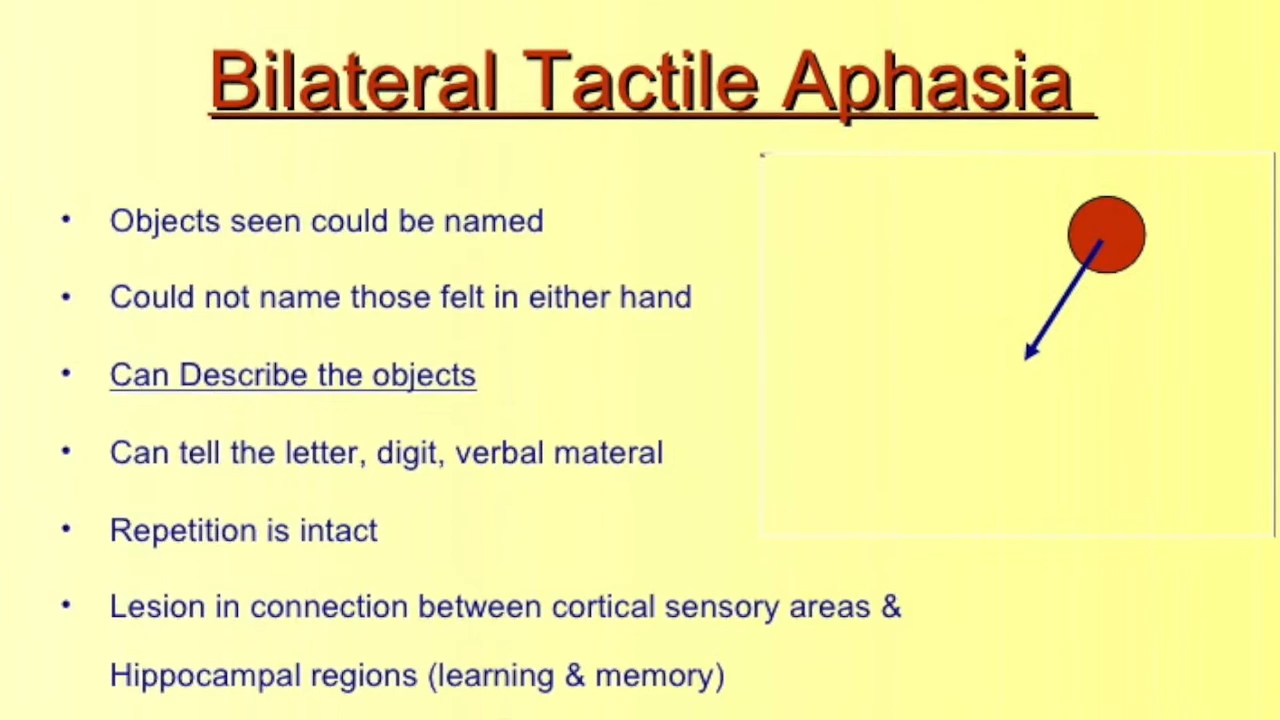 Bilateral Tactile Aphasia
• Objects seen could be named
• Could not name those felt in either hand
• Can Describe the objects
• Can tell the letter, digit, verbal materal
• Repetition is intact
• Lesion in connection between cortical sensory areas &
Hippocampal regions (learning & memory)